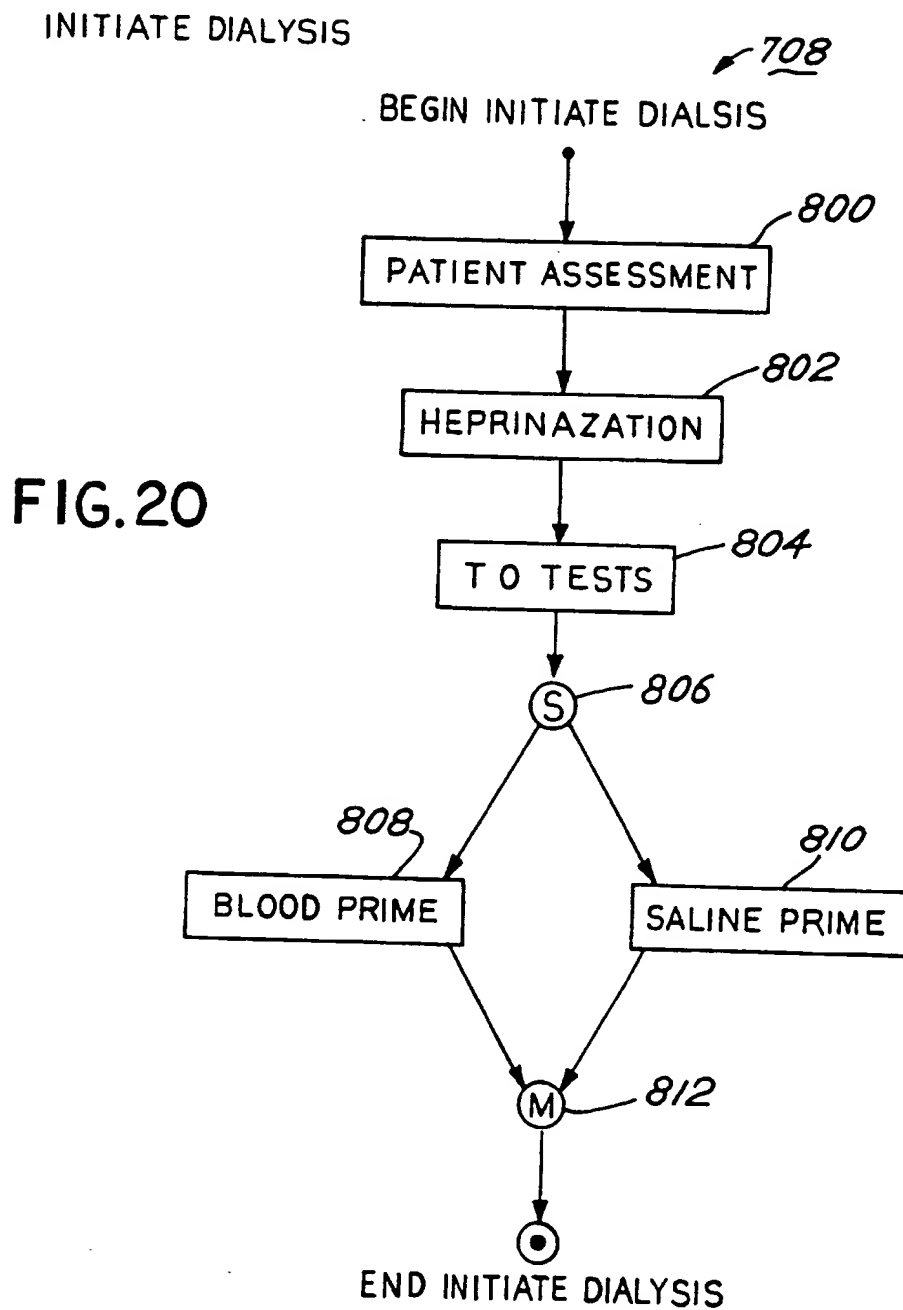 INITIATE DIALYSIS
708
BEGIN INITIATE DIALSIS
800
PATIENT ASSESSMENT
802
HEPRINAZATION
FIG.20
804
T O TESTS
S
806
808
810
BLOOD PRIME
SALINE PRIME
M
812
END INITIATE DIALYSIS